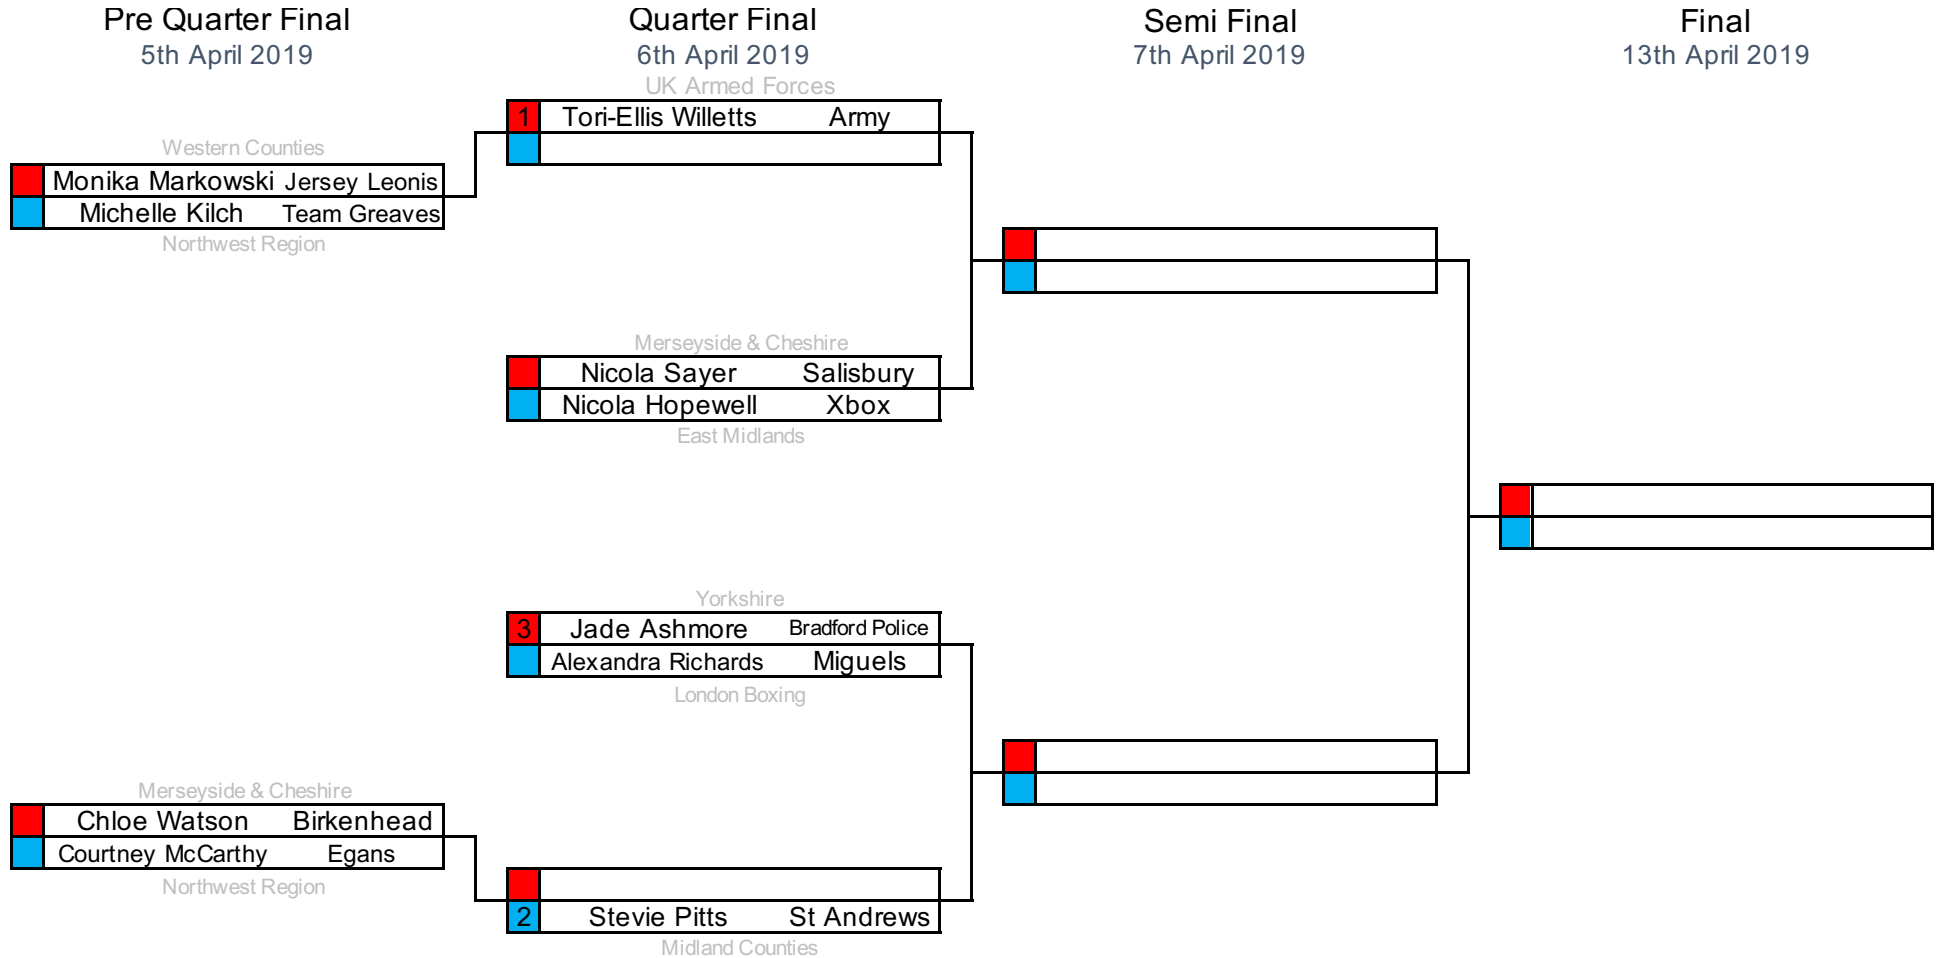 Pre Quarter Final
5th April 2019
Quarter Final
6th April 2019
Semi Final
7th April 2019
Final
13th April 2019
UK Armed Forces
1 Tori-Ellis Willetts Army
Western Counties
Monika Markowski Jersey Leonis
Michelle Kilch Team Greaves
Northwest Region
Merseyside & Cheshire
Nicola Sayer Salisbury
Nicola Hopewell Xbox
East Midlands
Yorkshire
3 Jade Ashmore Bradford Police
Alexandra Richards Miguels
London Boxing
Merseyside & Cheshire
Chloe Watson Birkenhead
Courtney McCarthy Egans
Northwest Region
2 Stevie Pitts St Andrews
Midland Counties